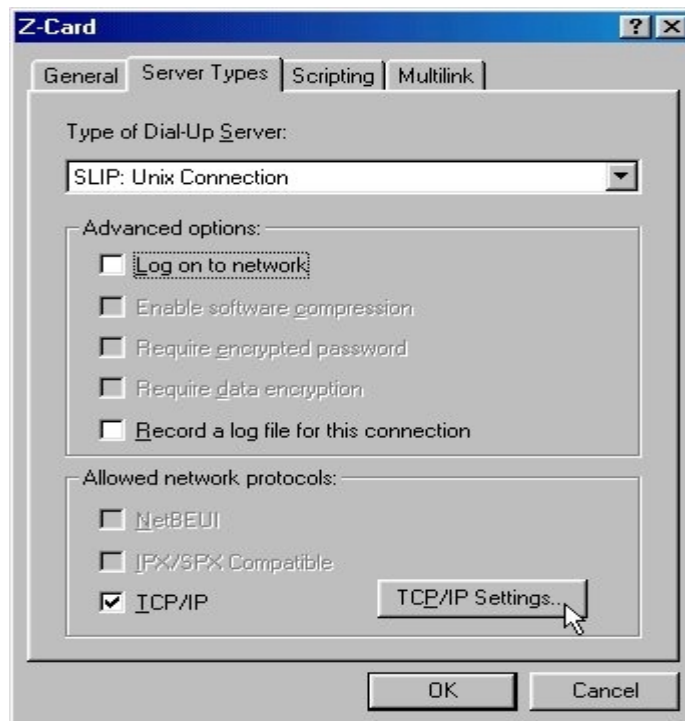 Z-Card
General Server Types Scripting Multilink
Type of Dial-Up Server:
SLIP: Unix Connection
Advanced options:
Log on to network
Enable software compression
Require encrypted password
Require data encryption
Record a log file for this connection
Allowed network protocols:
NetBEUI
IPX/SPX Compatible
TCP/IP TCP/IP Settings...
OK Cancel